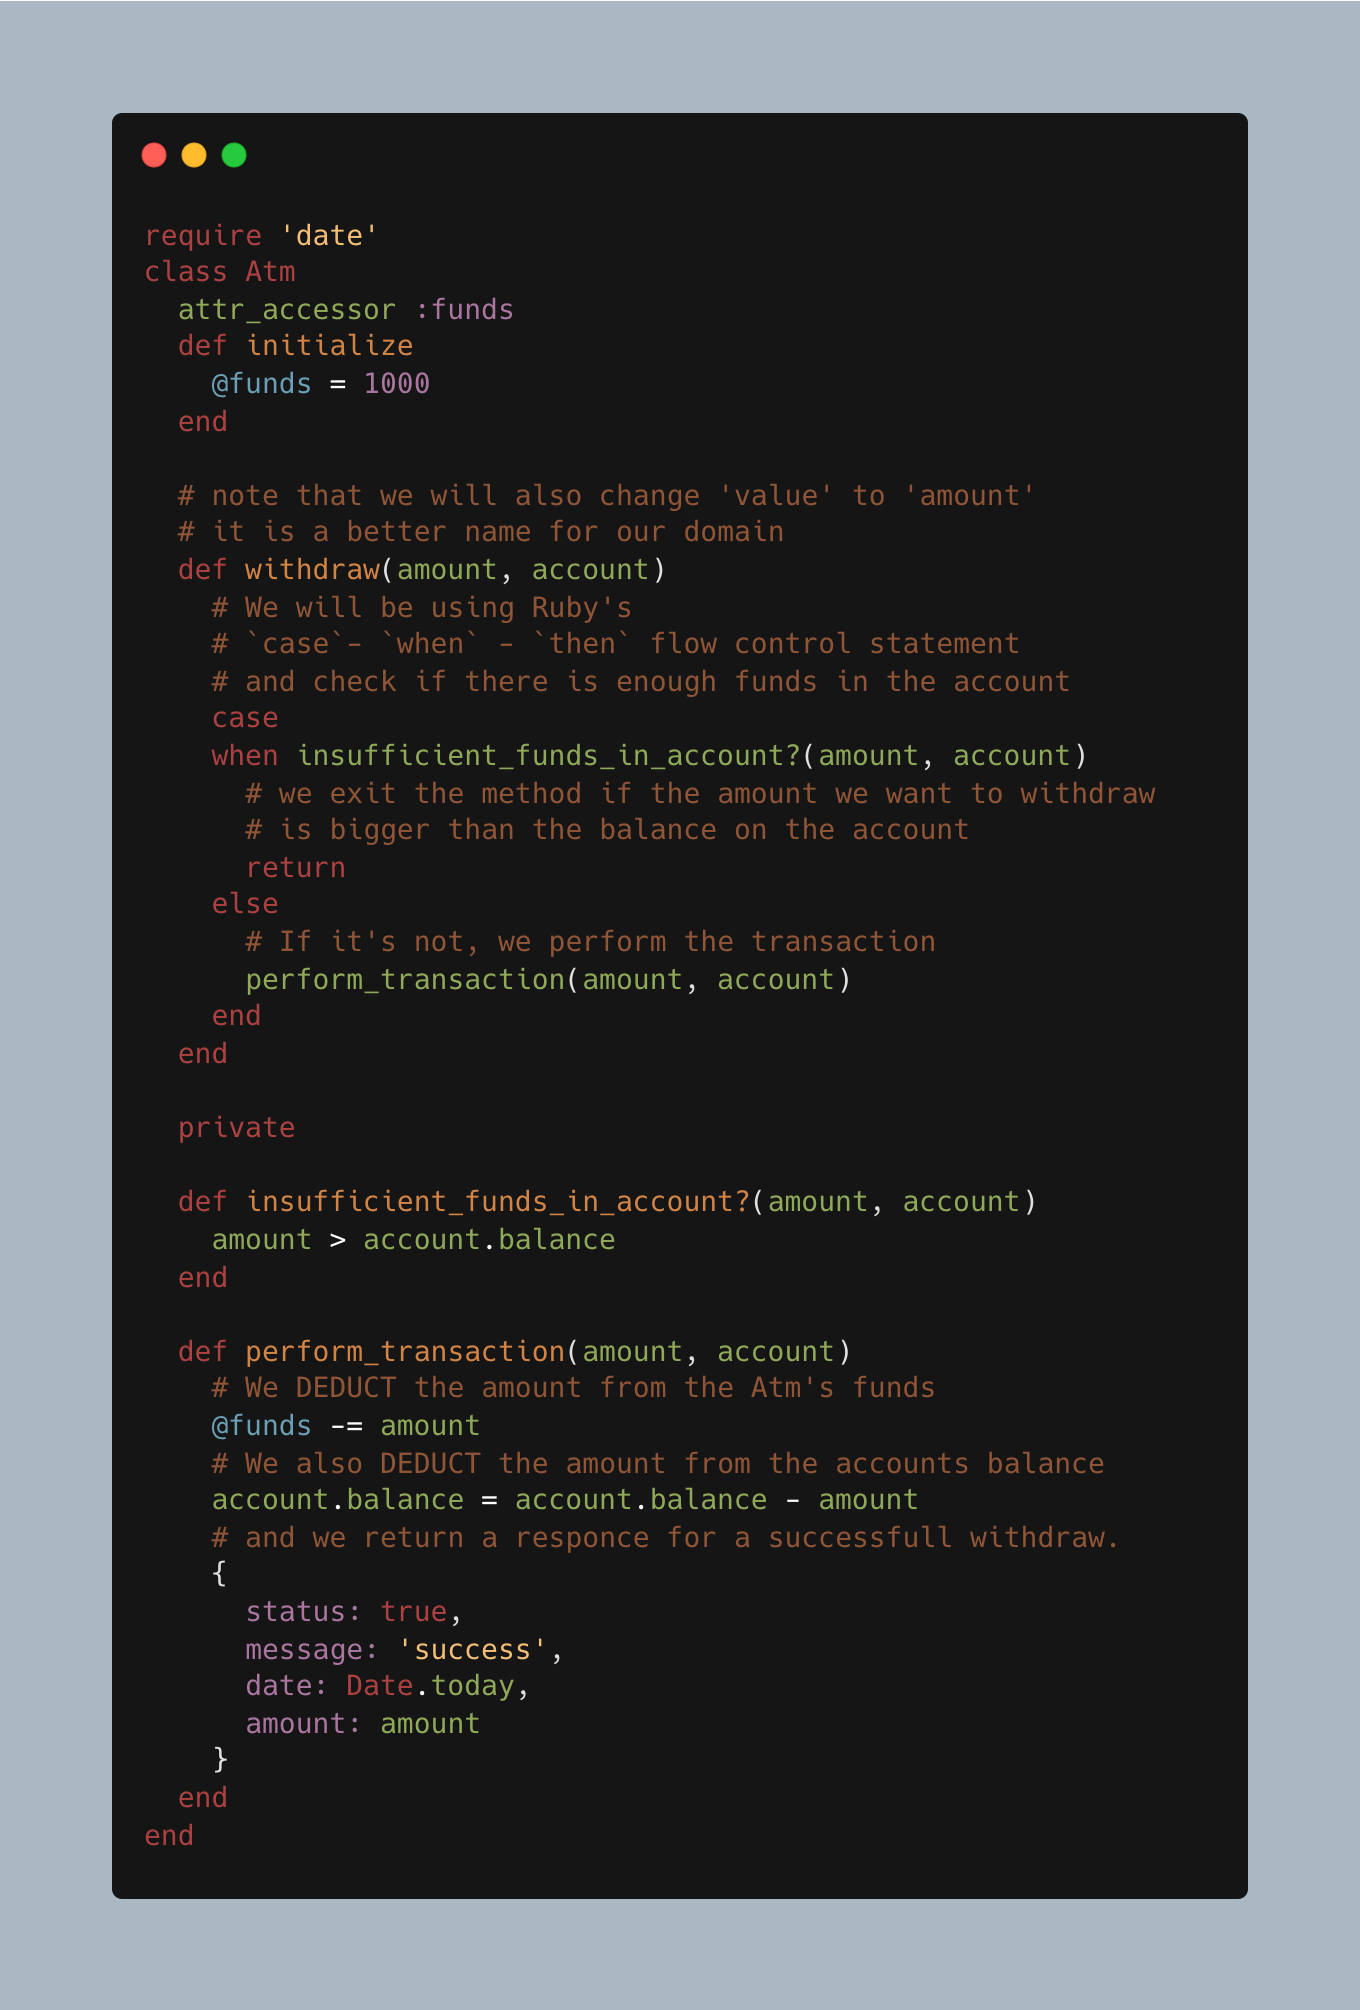 require 'date'
class Atm
  attr_accessor :funds
  def initialize
    @funds = 1000
  end

  # note that we will also change 'value' to 'amount'
  # it is a better name for our domain
  def withdraw(amount, account)
    # We will be using Ruby's
    # `case`- `when` - `then` flow control statement
    # and check if there is enough funds in the account
    case
    when insufficient_funds_in_account?(amount, account)
      # we exit the method if the amount we want to withdraw
      # is bigger than the balance on the account
      return
    else
      # If it's not, we perform the transaction
      perform_transaction(amount, account)
    end
  end

  private

  def insufficient_funds_in_account?(amount, account)
    amount > account.balance
  end

  def perform_transaction(amount, account)
    # We DEDUCT the amount from the Atm's funds
    @funds -= amount
    # We also DEDUCT the amount from the accounts balance
    account.balance = account.balance - amount
    # and we return a responce for a successfull withdraw.
    {
      status: true,
      message: 'success',
      date: Date.today,
      amount: amount
    }
  end
end